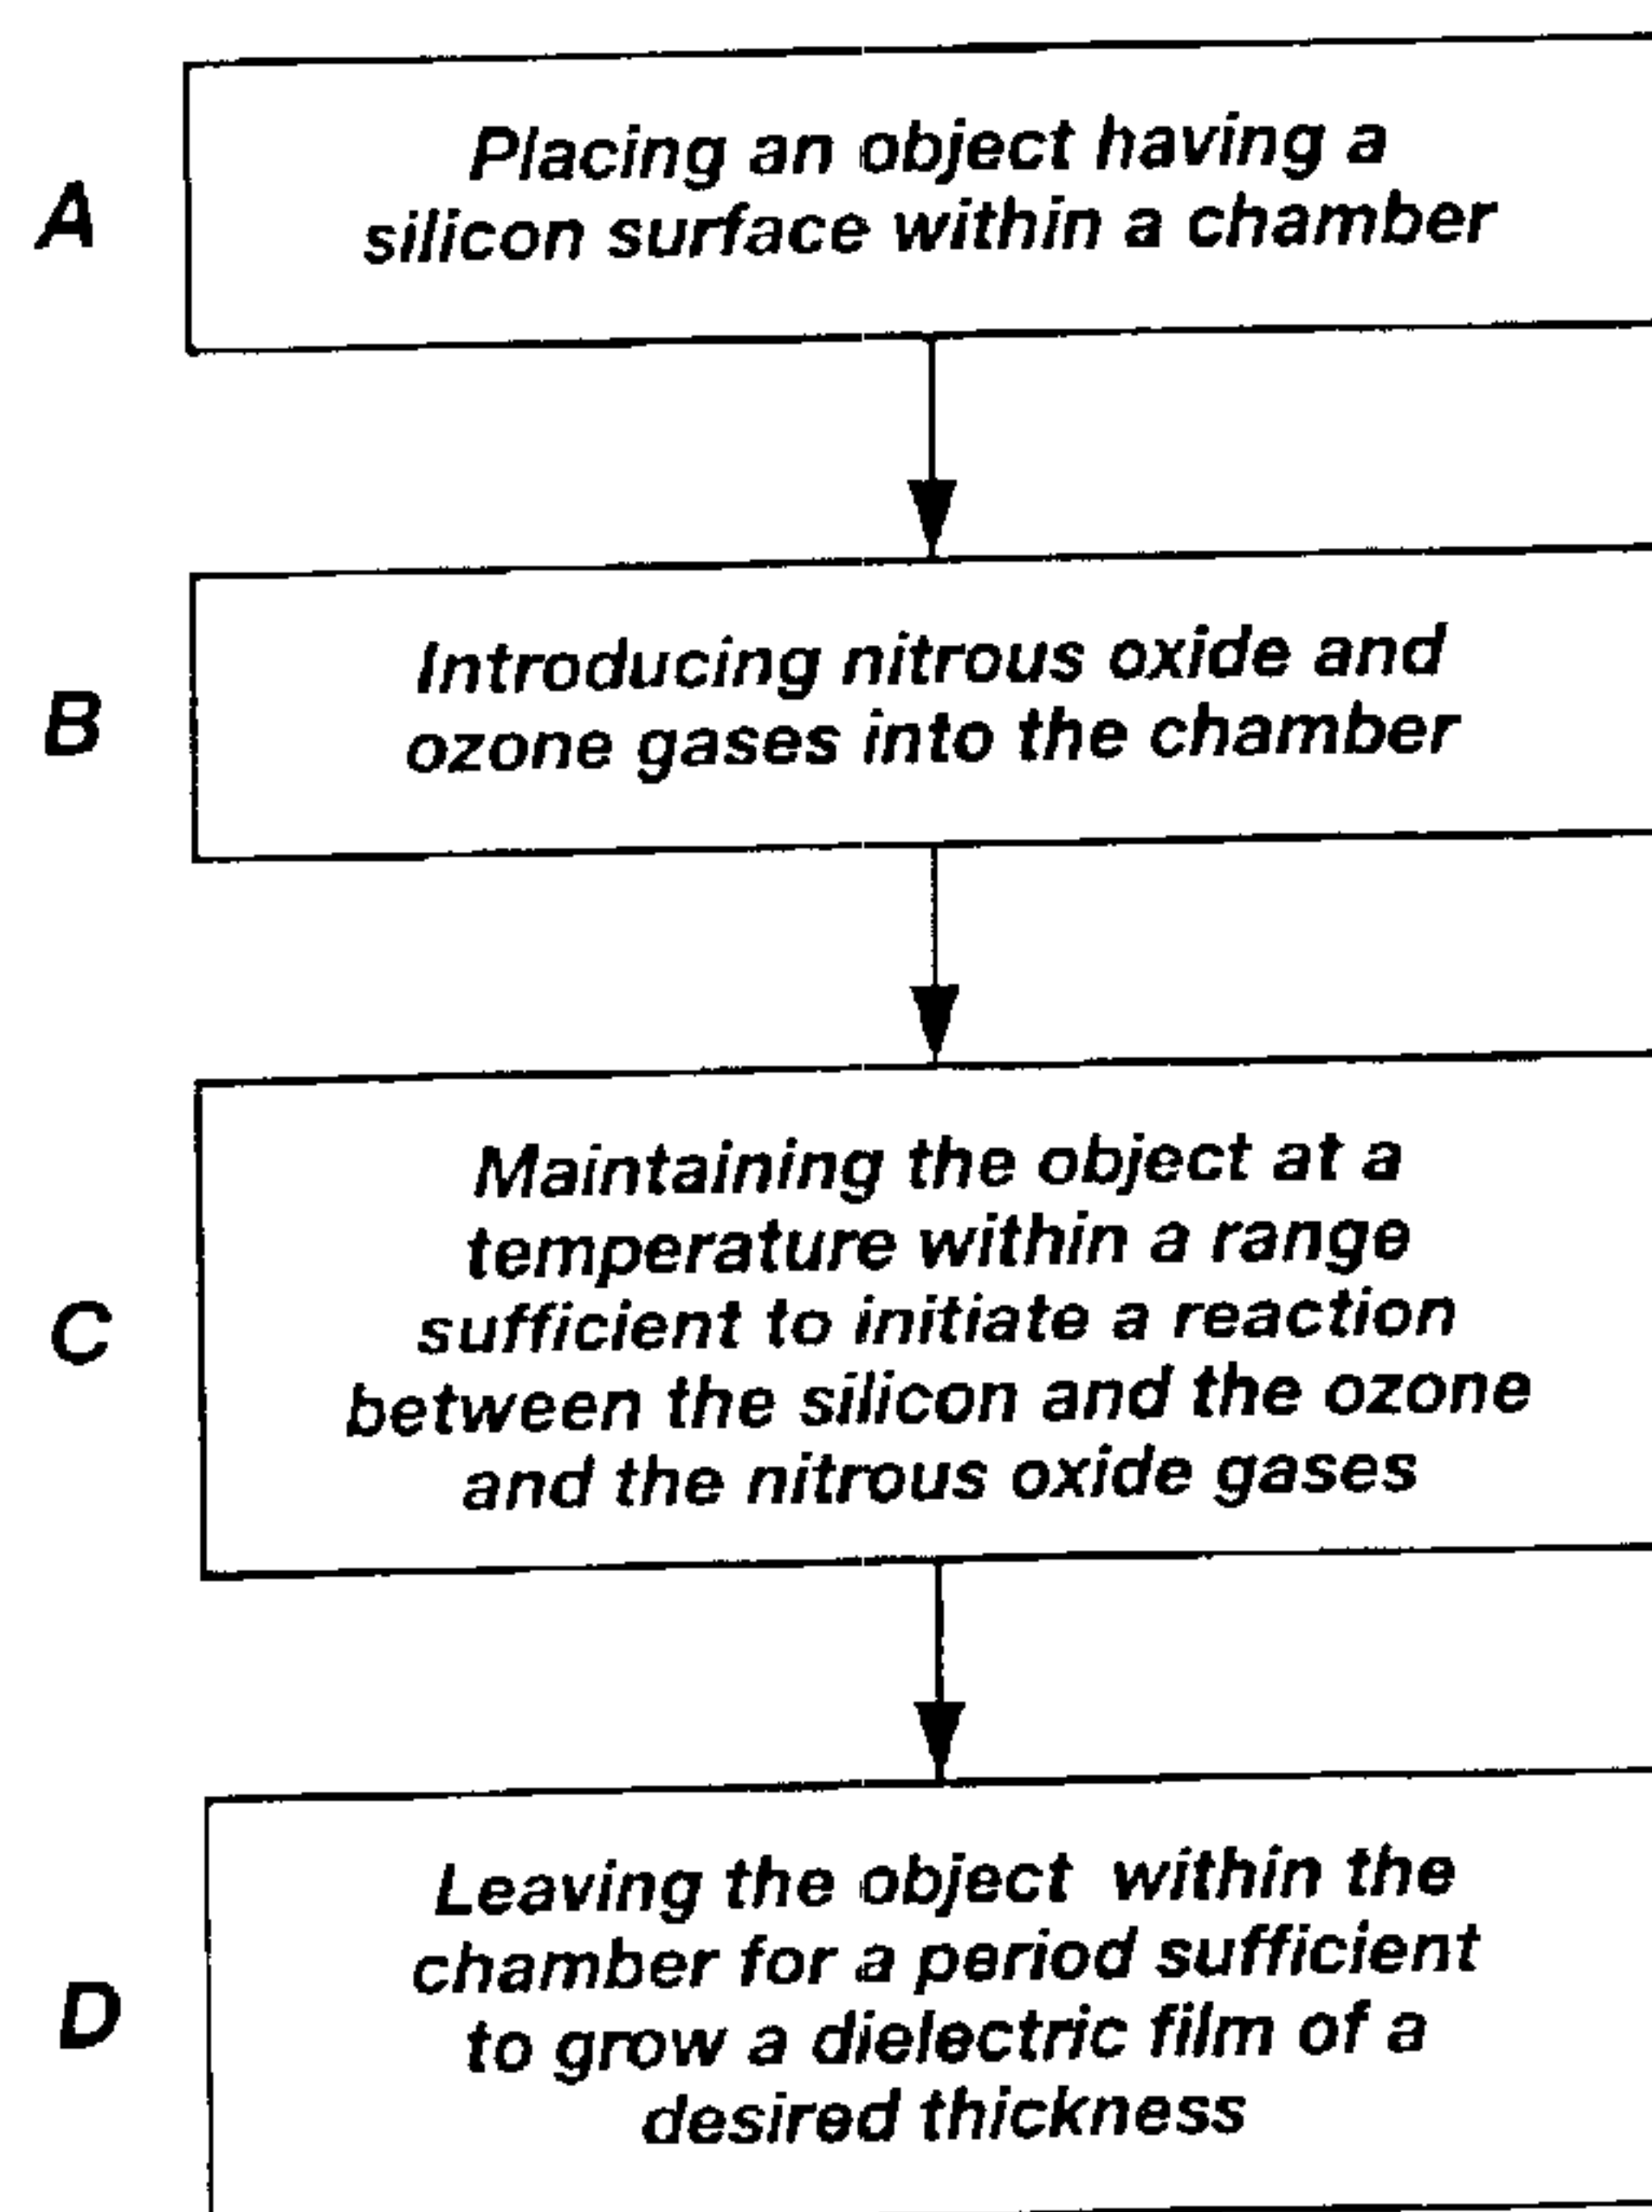 A
Placing an object having a
silicon surface within a chamber
B
Introducing nitrous oxide and
ozone gases into the chamber
C
Maintaining the object at a
temperature within a range
sufficient to initiate a reaction
between the silicon and the ozone
and the nitrous oxide gases
D
Leaving the object within the
chamber for a period sufficient
to grow a dielectric film of a
desired thickness